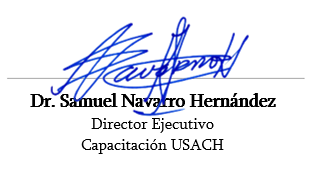 Dr. Samuel Navarro Hernández
Director Ejecutivo
Capacitación USACH